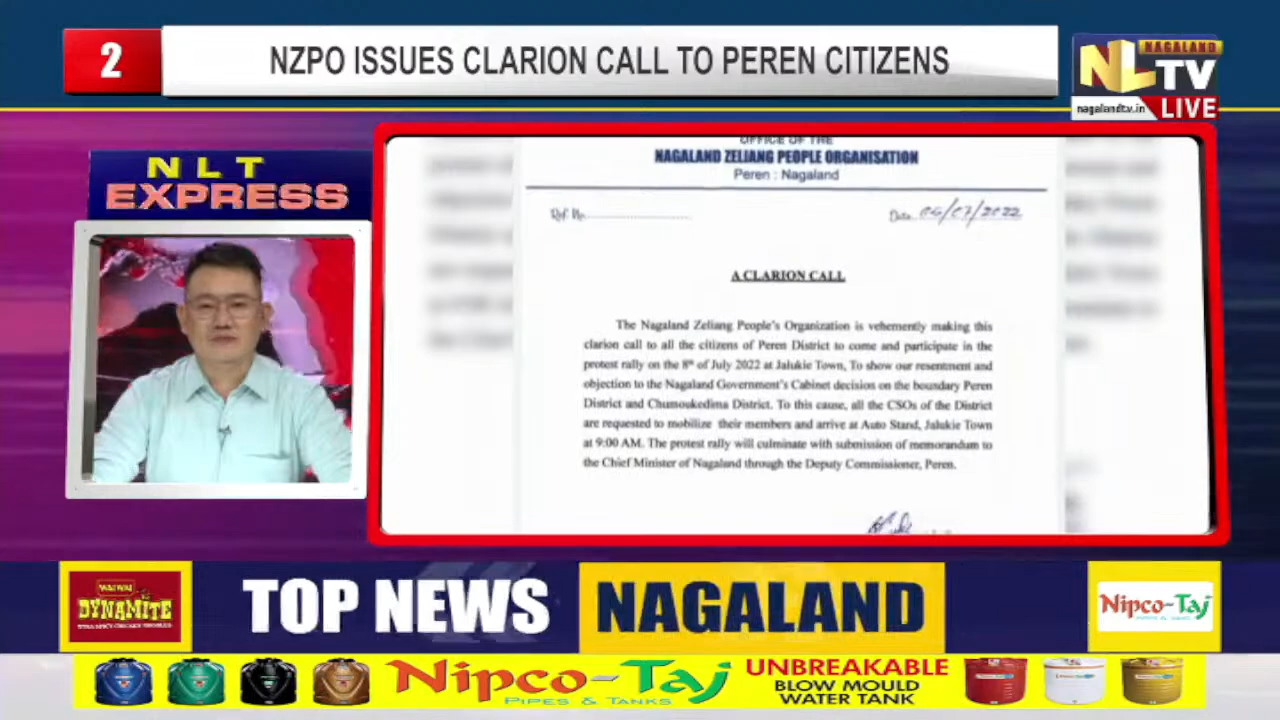 2
NZPO ISSUES CLARION CALL TO PEREN CITIZENS
NAGALAND
NLTV
nagalandtv.in
LIVE
NLT
EXPRESS
OFFICE OF THE
NAGALAND ZELIANG PEOPLE ORGANISATION
Peren : Nagaland
Ref. No.
Date 06/07/2022
A CLARION CALL
The Nagaland Zeliang People's Organization is vehemently making this
clarion call to all the citizens of Peren District to come and participate in the
protest rally on the 8th of July 2022 at Jalukie Town, To show our resentment and
objection to the Nagaland Government's Cabinet decision on the boundary Peren
District and Chumoukedima District. To this cause, all the CSOs of the District
are requested to mobilize their members and arrive at Auto Stand, Jalukie Town
at 9:00 AM. The protest rally will culminate with submission of memorandum to
the Chief Minister of Nagaland through the Deputy Commissioner, Peren.
WAI WAI
DYNAMITE
TOP NEWS
NAGALAND
Nipco-Taj
PIPES & TANKS
Nipco-Taj
PIPES & TANKS
UNBREAKABLE
BLOW MOULD
WATER TANK